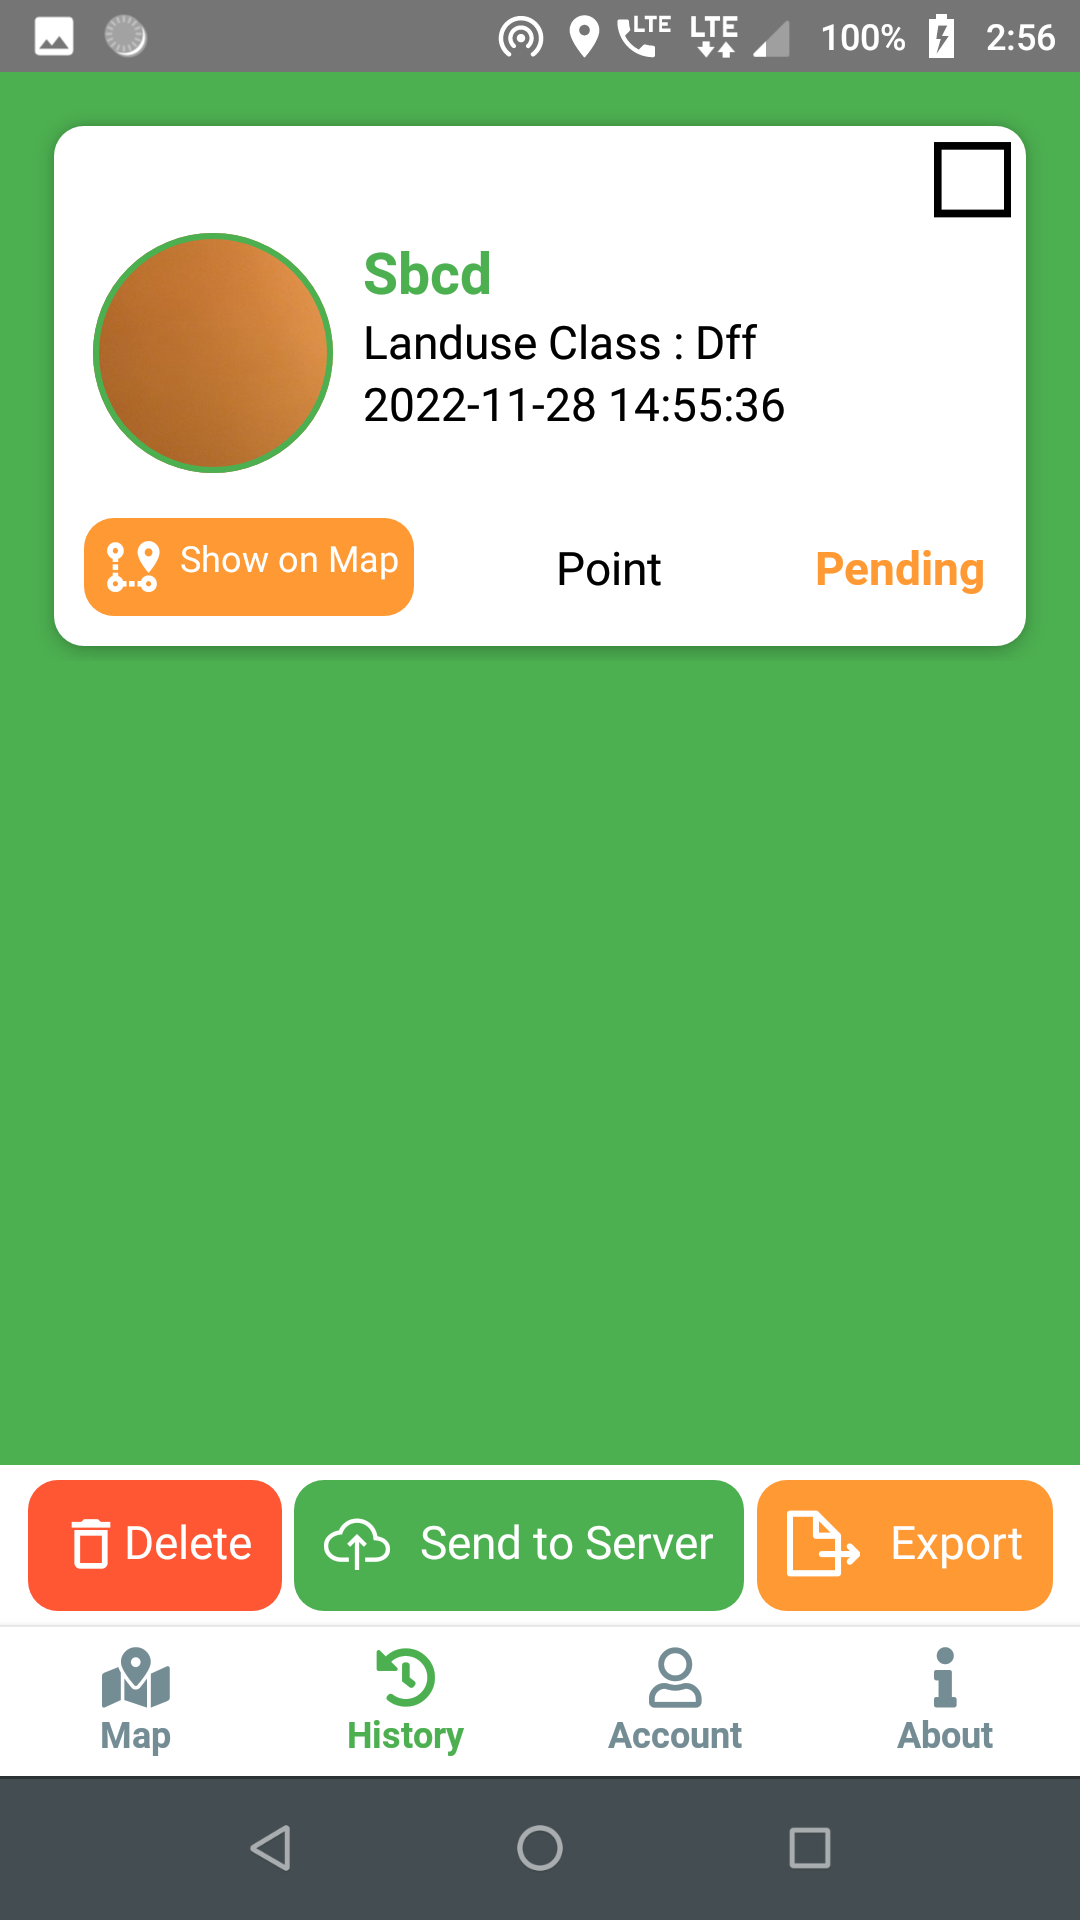 LTE LTE 100% 2:56
Sbcd
Landuse Class : Dff
2022-11-28 14:55:36
Show on Map Point Pending
Delete Send to Server Export
Map History Account About